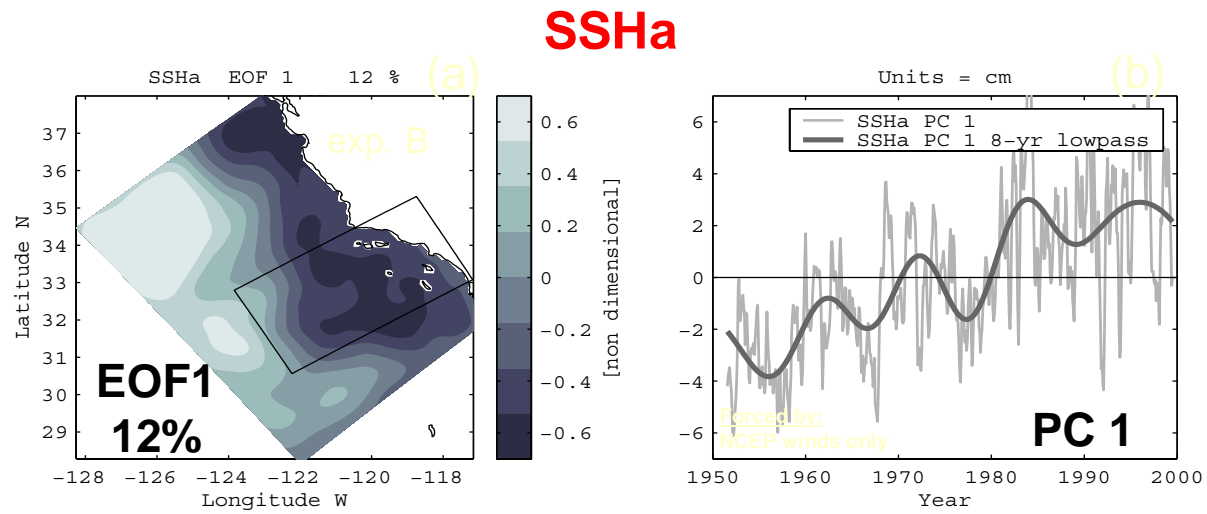 SSHa
SSHa EOF 1 12 %
(a)
exp. B
37
36
35
34
33
32
31
30
29
Latitude N
−128 −126 −124 −122 −120 −118
Longitude W
EOF1
12%
0.6
0.4
0.2
0
−0.2
−0.4
−0.6
[non dimensional]
Units = cm
(b)
SSHa PC 1
SSHa PC 1 8−yr lowpass
6
4
2
0
−2
−4
−6
Forced by:
NCEP winds only
PC 1
1950 1960 1970 1980 1990 2000
Year